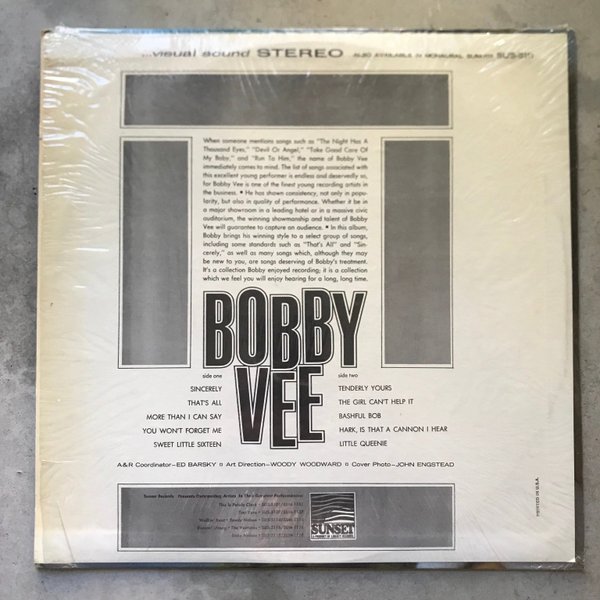 ...visual sound STEREO ALSO AVAILABLE IN MONAURAL
When someone mentions songs such as "The Night Has A
Thousand Eyes," "Devil Or Angel," "Take Good Care Of
My Baby," and "Run To Him," the name of Bobby Vee
immediately comes to mind. The list of songs associated with
this excellent young performer is endless and deservedly so,
for Bobby Vee is one of the finest young recording artists in
the business. • He has shown consistency, not only in popu-
larity, but also in quality of performance. Whether it be in
a major showroom in a leading hotel or in a massive civic
auditorium, the winning showmanship and talent of Bobby Vee
will guarantee to capture an audience. • In this album,
Bobby brings his winning style to a select group of songs,
including some standards such as "That's All" and "Sin-
cerely," as well as many songs which, although they may
be new to you, are songs deserving of Bobby's treatment.
It's a collection Bobby enjoyed recording; it is a collection
which we feel you will enjoy hearing for a long, long time.
BOBBY
VEE
side one
SINCERELY
THAT'S ALL
MORE THAN I CAN SAY
YOU WON'T FORGET ME
SWEET LITTLE SIXTEEN
side two
TENDERLY YOURS
THE GIRL CAN'T HELP IT
BASHFUL BOB
HARK, IS THAT A CANNON I HEAR
LITTLE QUEENIE
A&R Coordinator—ED BARSKY ¤ Art Direction—WOODY WOODWARD ¤ Cover Photo—JOHN ENGSTEAD
Sunset Records
This Is Patsy Cline
SUNSET
A PRODUCT OF LIBERTY RECORDS
PRINTED IN U.S.A.